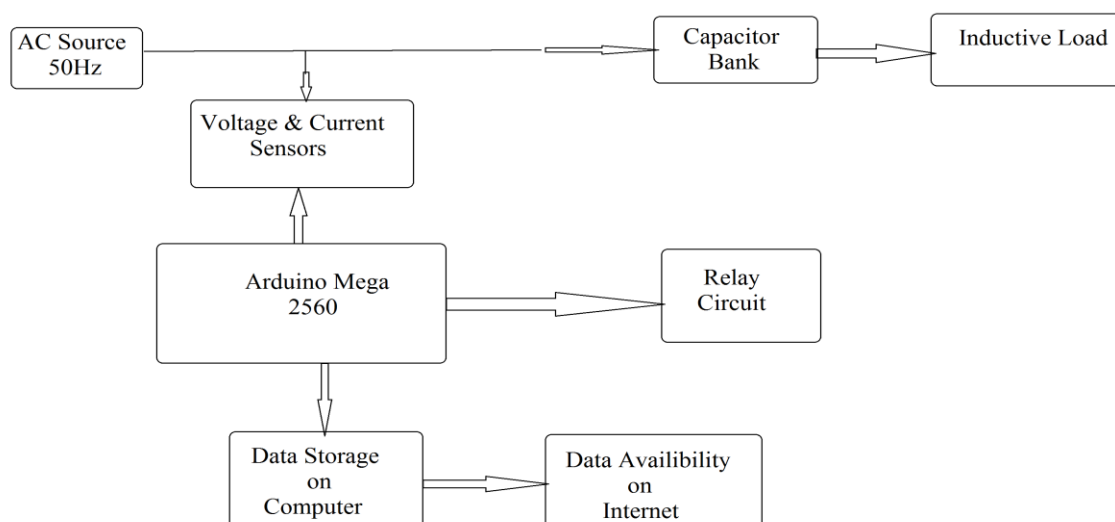 AC Source
50Hz
Capacitor
Bank
Inductive Load
Voltage & Current
Sensors
Arduino Mega
2560
Relay
Circuit
Data Storage
on
Computer
Data Availibility
on
Internet